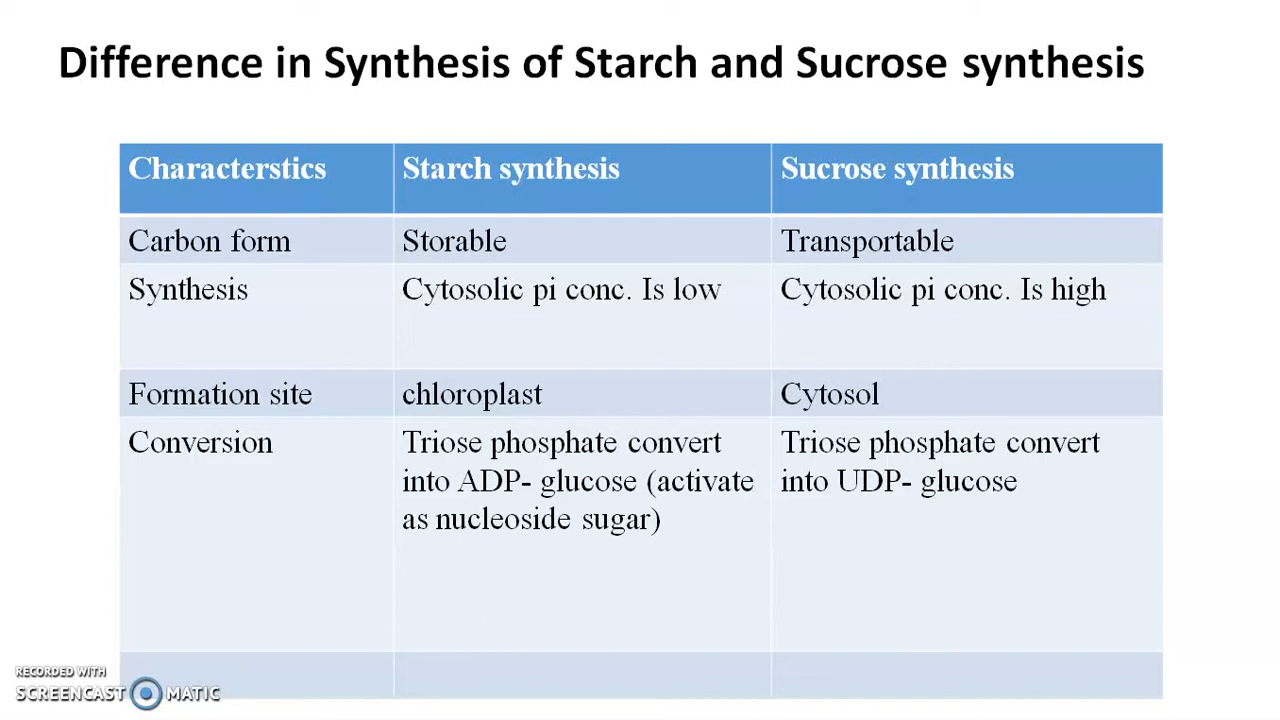 Difference in Synthesis of Starch and Sucrose synthesis
Characterstics
Starch synthesis
Sucrose synthesis
Carbon form
Storable
Transportable
Synthesis
Cytosolic pi conc. Is low
Cytosolic pi conc. Is high
Formation site
chloroplast
Cytosol
Conversion
Triose phosphate convert
into ADP- glucose (activate
as nucleoside sugar)
Triose phosphate convert
into UDP- glucose
RECORDED WITH
SCREENCAST MATIC